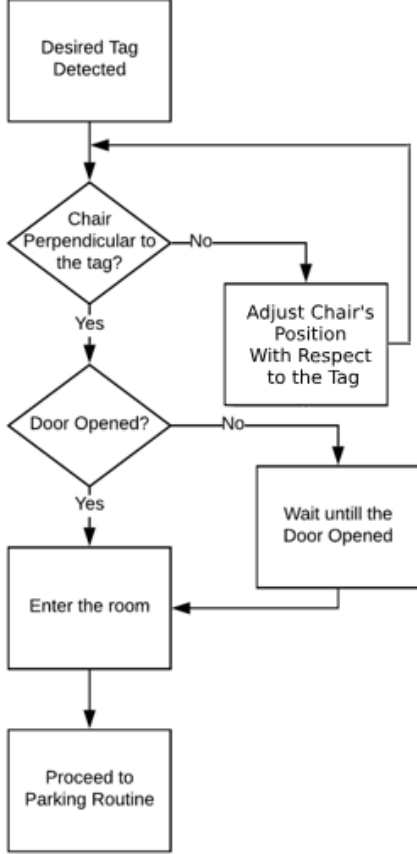 Desired Tag
Detected
Chair
Perpendicular to
the tag?
No
Adjust Chair's
Position
With Respect
to the Tag
Yes
Door Opened?
No
Wait untill the
Door Opened
Yes
Enter the room
Proceed to
Parking Routine